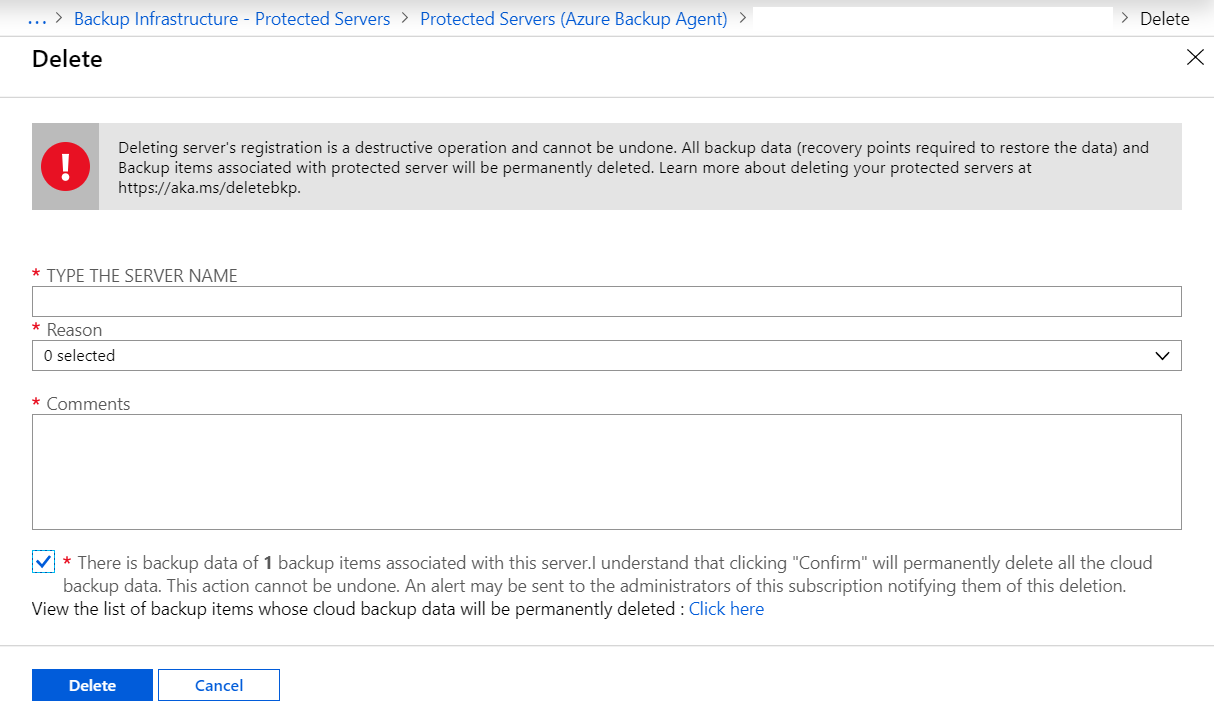 ... > Backup Infrastructure - Protected Servers > Protected Servers (Azure Backup Agent) > > Delete
Delete
Deleting server's registration is a destructive operation and cannot be undone. All backup data (recovery points required to restore the data) and
Backup items associated with protected server will be permanently deleted. Learn more about deleting your protected servers at
https://aka.ms/deletebkp.
* TYPE THE SERVER NAME
* Reason
0 selected
* Comments
* There is backup data of 1 backup items associated with this server.I understand that clicking "Confirm" will permanently delete all the cloud
backup data. This action cannot be undone. An alert may be sent to the administrators of this subscription notifying them of this deletion.
View the list of backup items whose cloud backup data will be permanently deleted : Click here
Delete Cancel